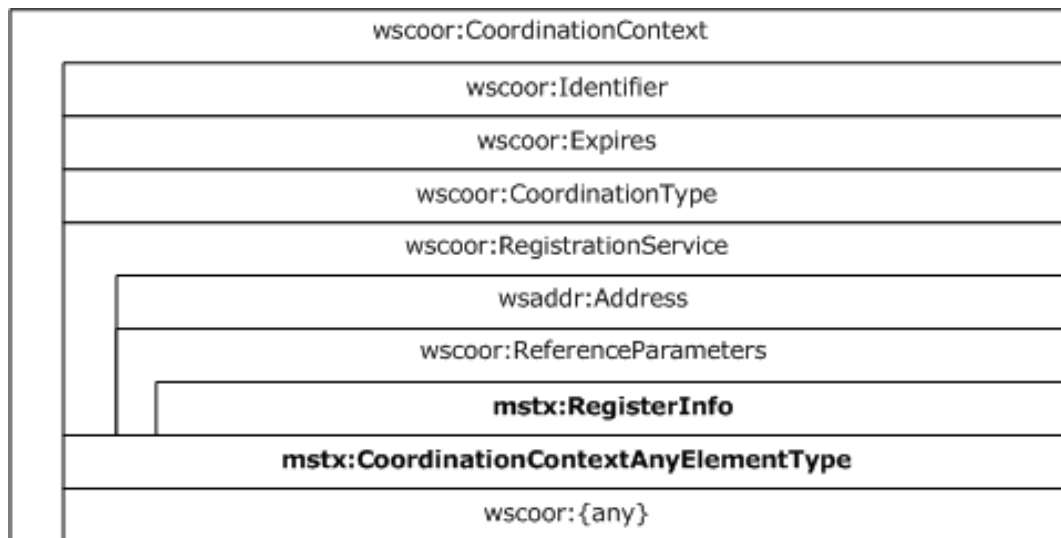 wscoor:CoordinationContext
wscoor:Identifier
wscoor:Expires
wscoor:CoordinationType
wscoor:RegistrationService
wsaddr:Address
wscoor:ReferenceParameters
mstx:RegisterInfo
mstx:CoordinationContextAnyElementType
wscoor:{any}